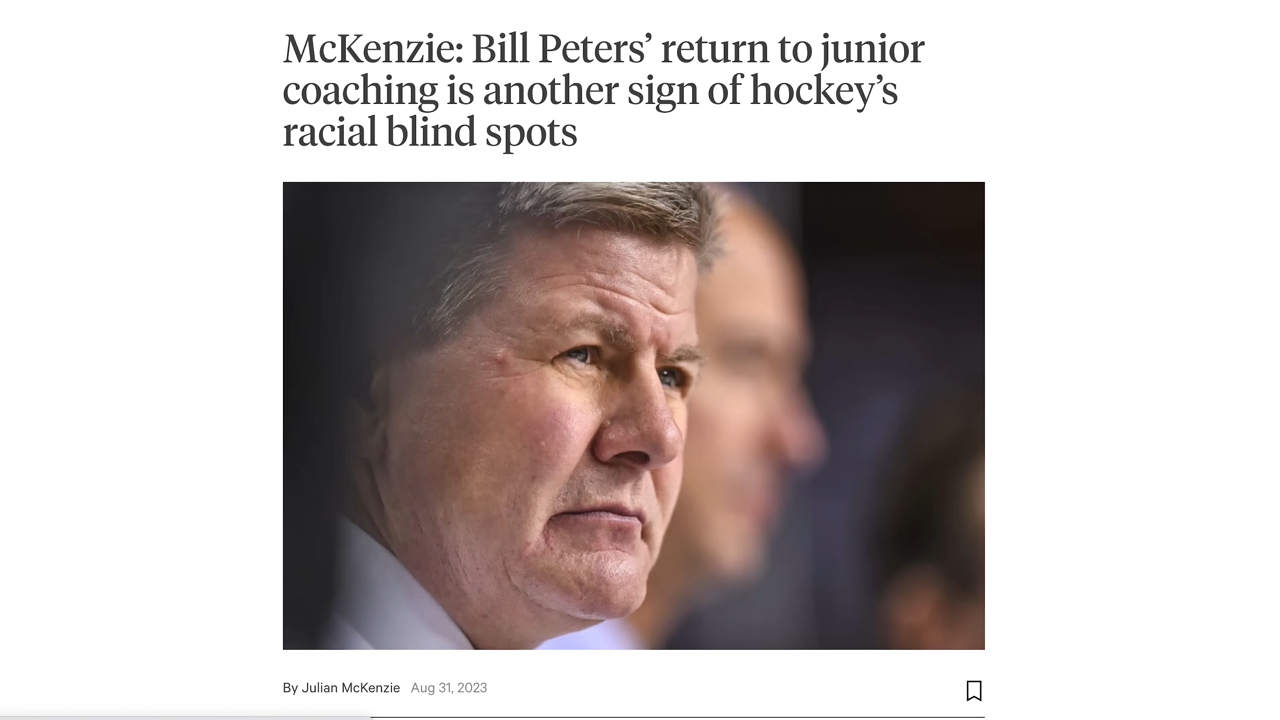 McKenzie: Bill Peters’ return to junior
coaching is another sign of hockey’s
racial blind spots
By Julian McKenzie Aug 31, 2023